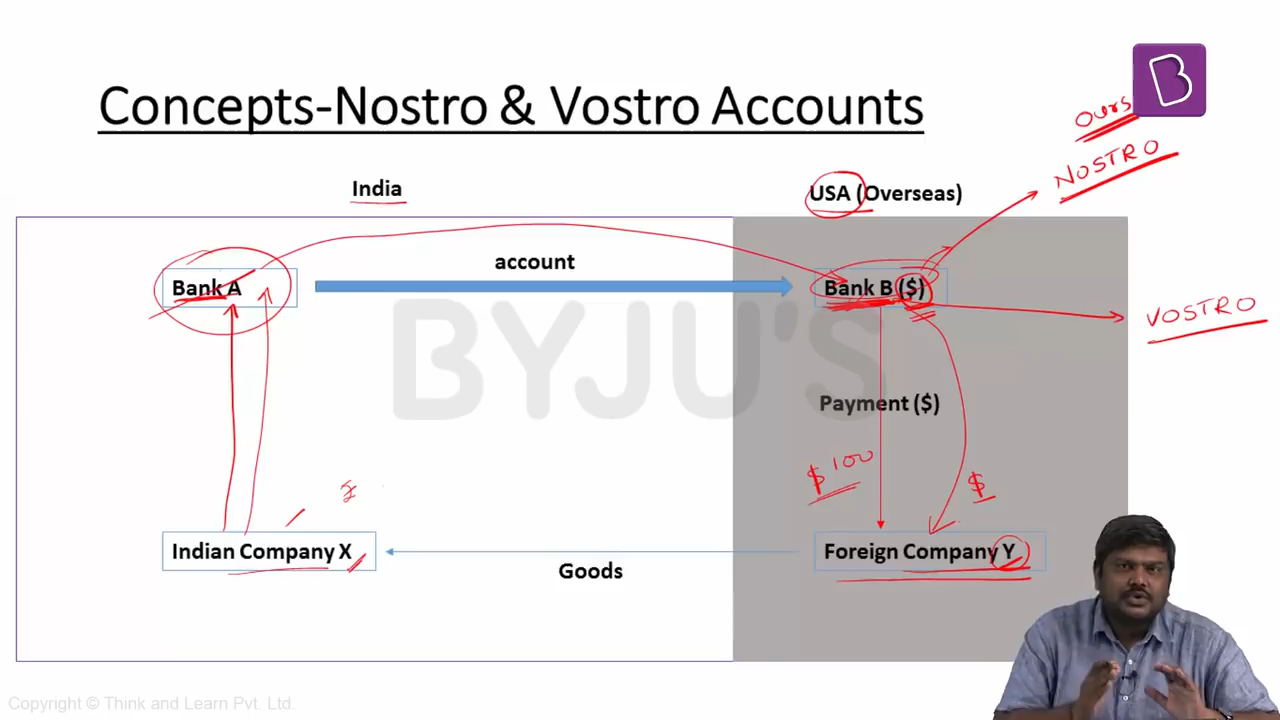 Concepts-Nostro & Vostro Accounts
B
Ours
NOSTRO
India
USA (Overseas)
account
Bank A
Bank B ($)
VOSTRO
BYJU'S
Payment ($)
$100
$
Indian Company X
Foreign Company Y
Goods
Copyright © Think and Learn Pvt. Ltd.